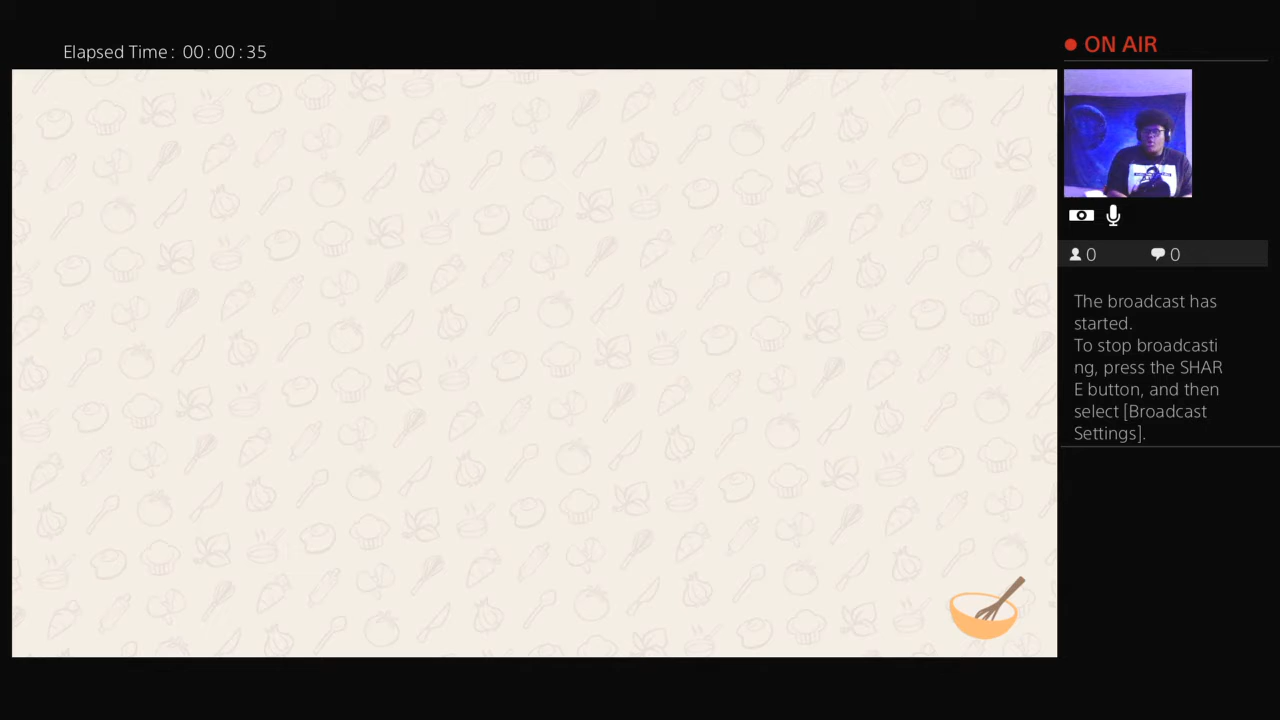 Elapsed Time: 00:00:35
ON AIR
0 0
The broadcast has
started.
To stop broadcasti
ng, press the SHAR
E button, and then
select [Broadcast
Settings].